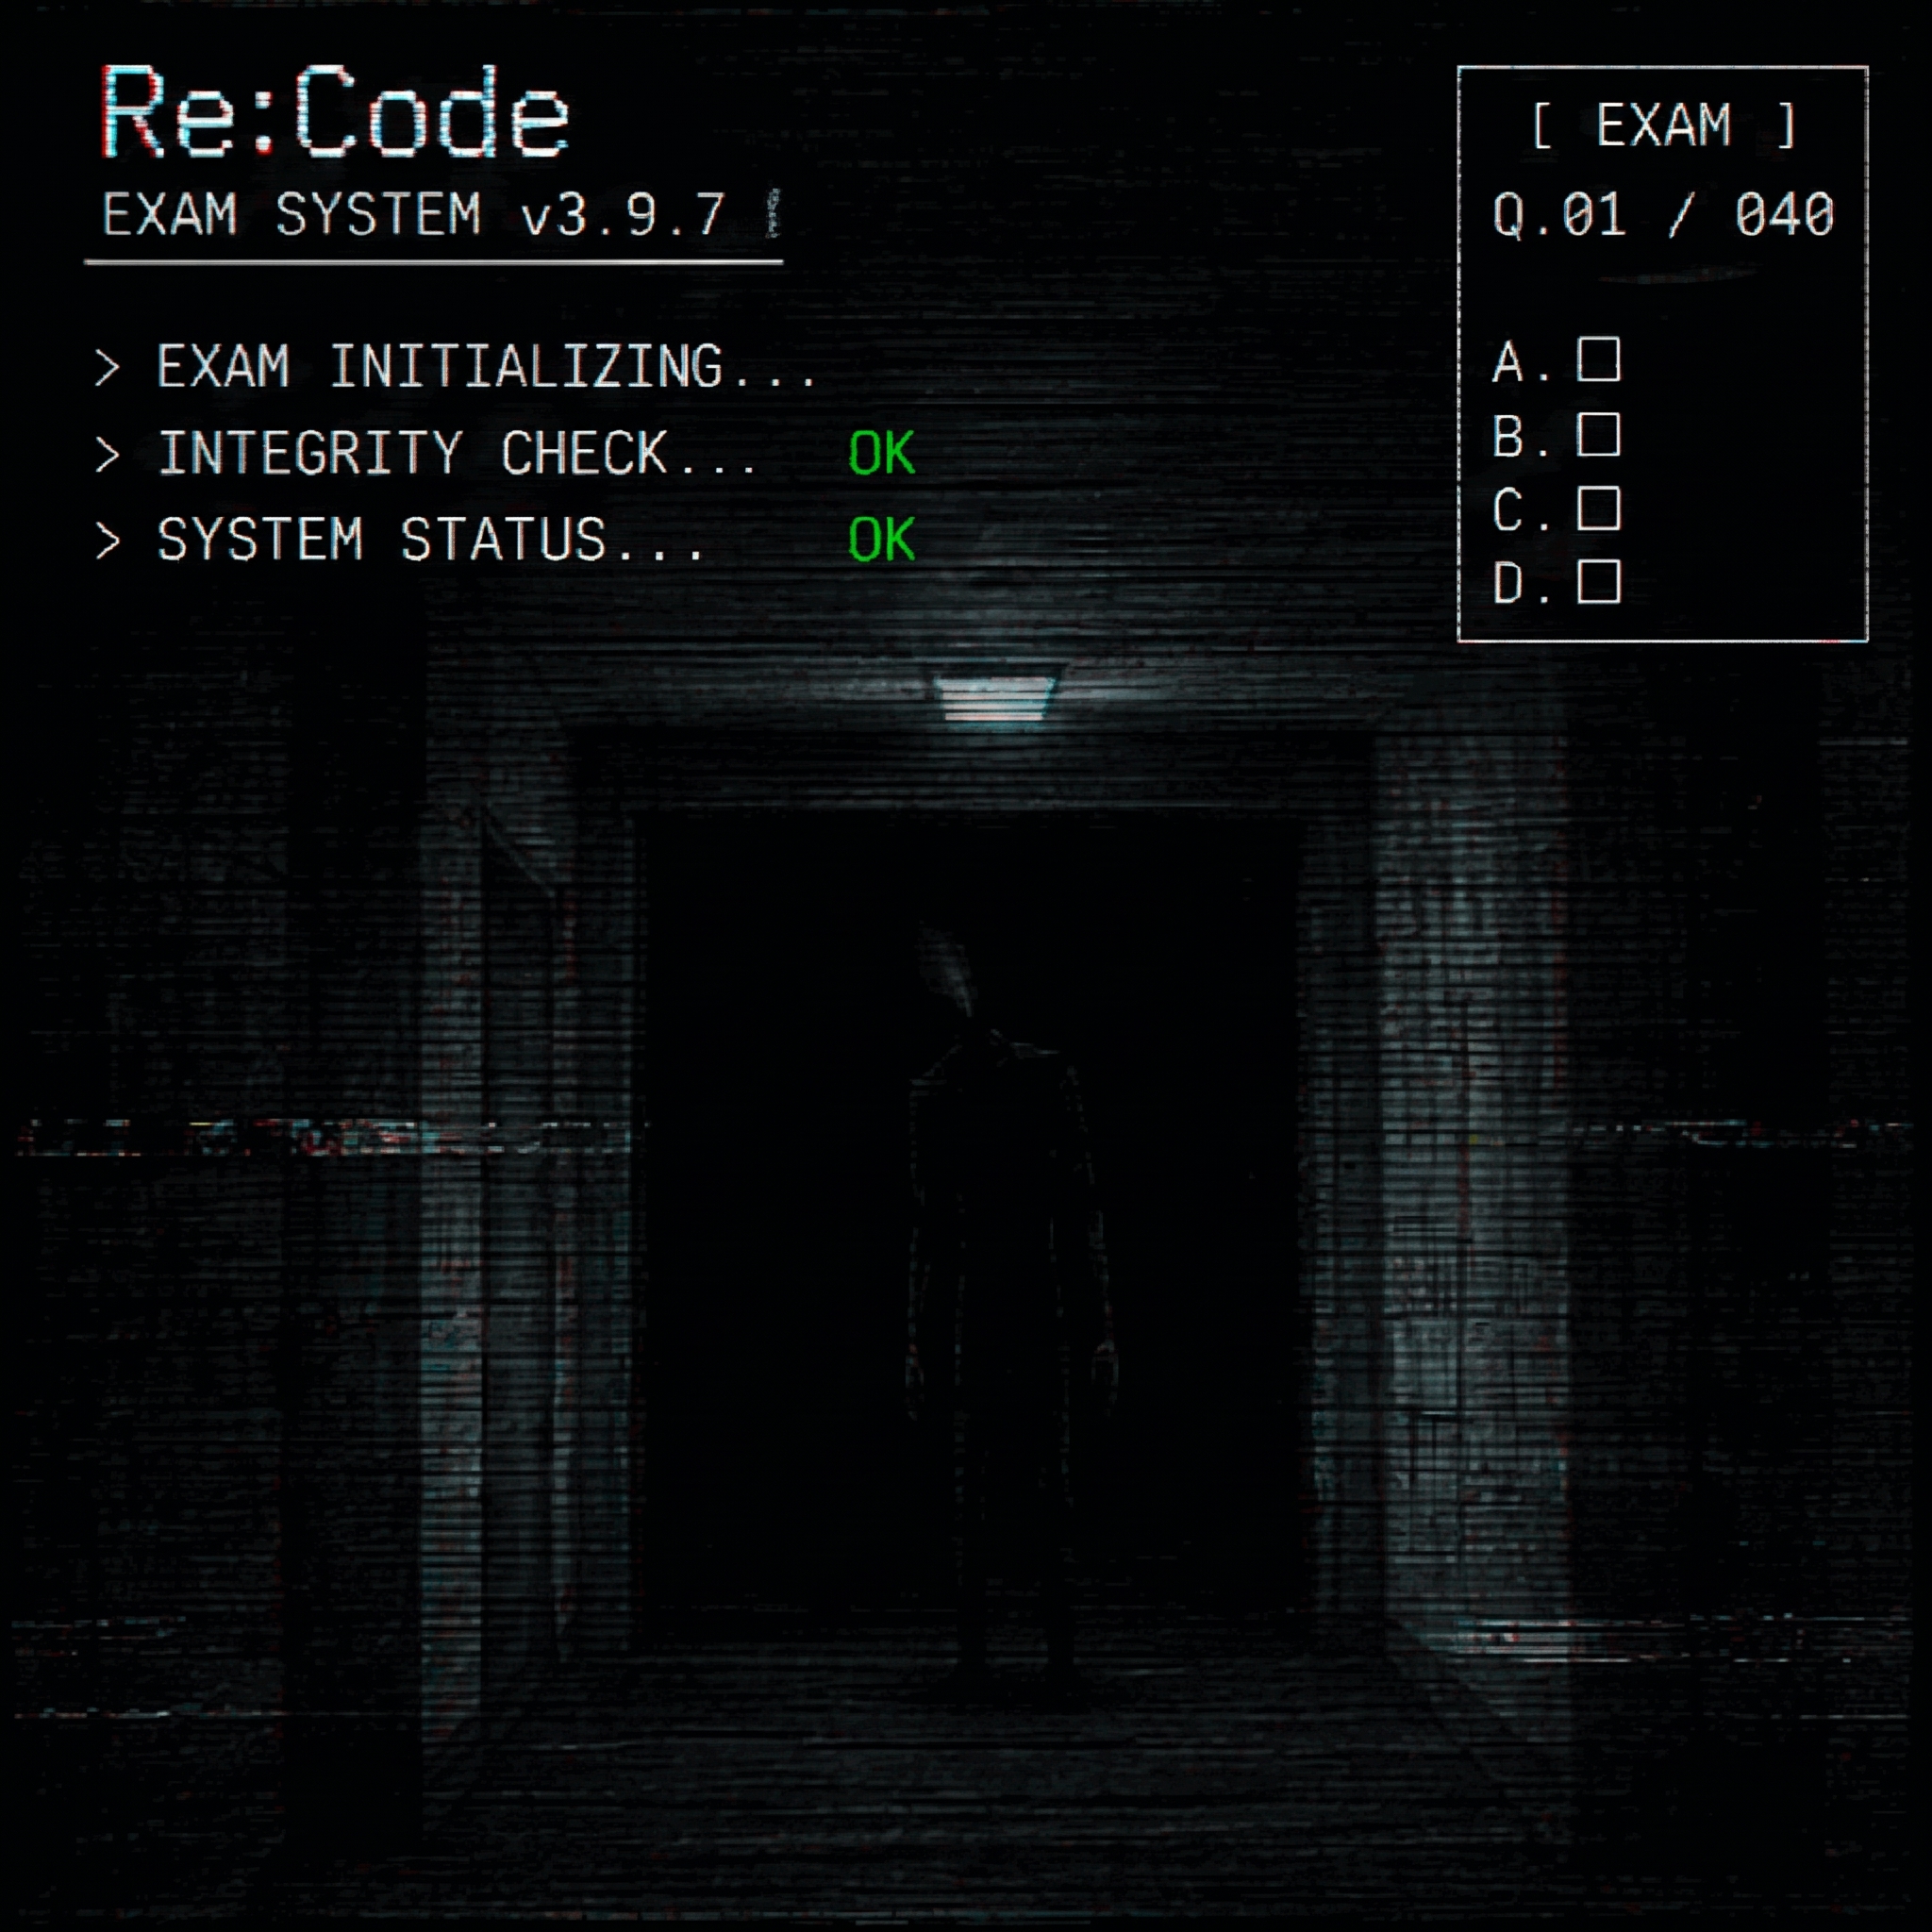 Re:Code
EXAM SYSTEM v3.9.7
> EXAM INITIALIZING...
> INTEGRITY CHECK... OK
> SYSTEM STATUS... OK
[ EXAM ]
Q.01 / 040
A. □
B. □
C. □
D. □